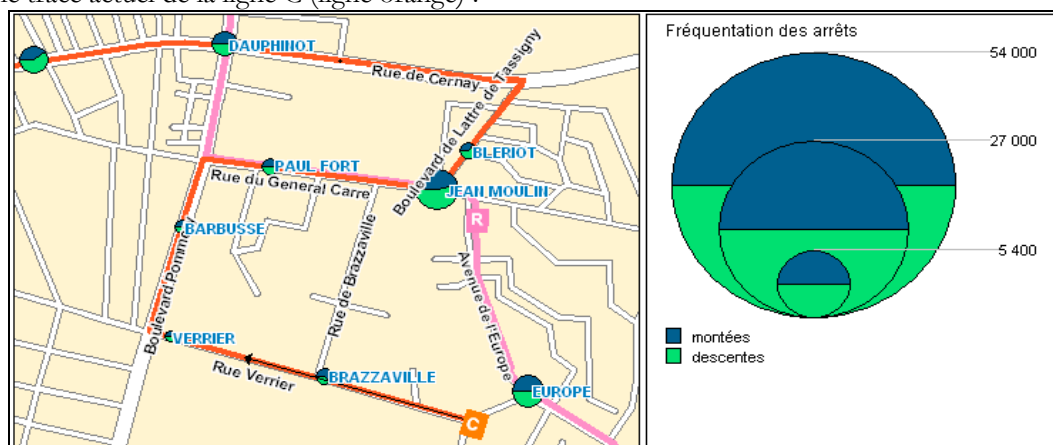 le tracé actuel de la ligne C (ligne orange) :
DAUPHINOT
Rue de Cernay
Boulevard de Lattre de Tassigny
BLERIOT
PAUL FORT
Rue du General Carre
JEAN MOULIN
R
BARBUSSE
Boulevard Pommery
Rue de Brazzaville
Avenue de l'Europe
VERRIER
Rue Verrier
BRAZZAVILLE
EUROPE
C
Fréquentation des arrêts
54 000
27 000
5 400
montées
descentes